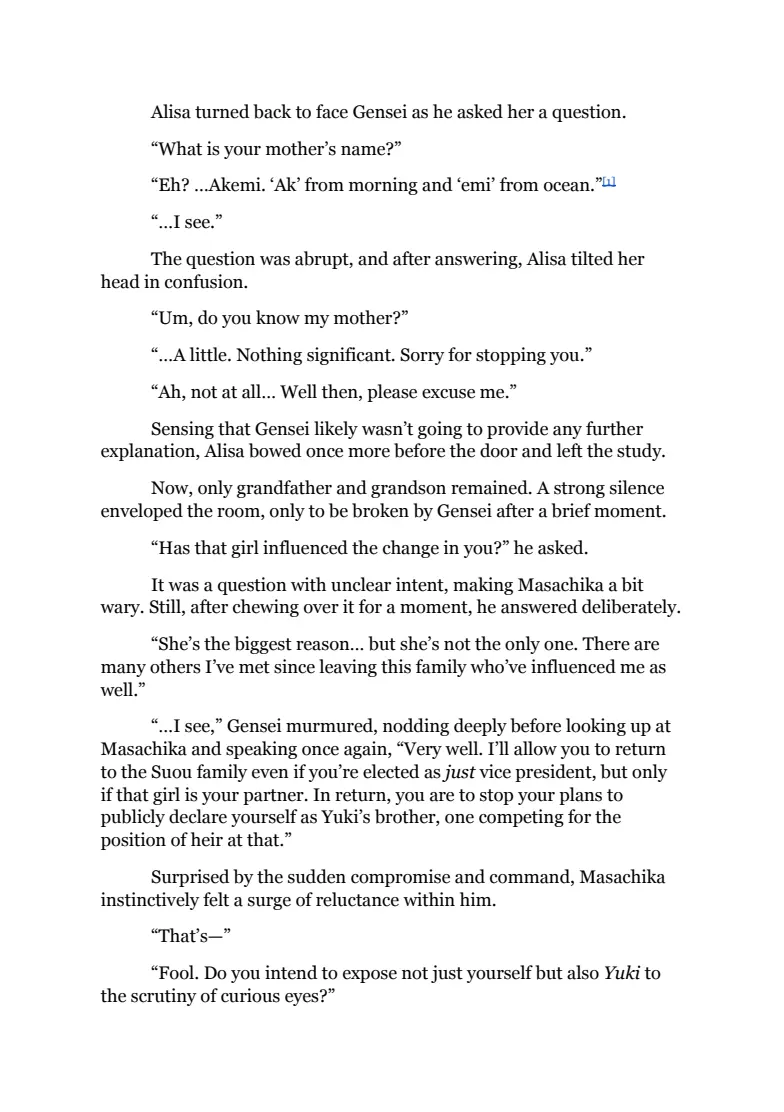 Alisa turned back to face Gensei as he asked her a question.
“What is your mother’s name?”
“Eh? …Akemi. ‘Ak’ from morning and ‘emi’ from ocean.”[1]
“…I see.”
The question was abrupt, and after answering, Alisa tilted her
head in confusion.
“Um, do you know my mother?”
“…A little. Nothing significant. Sorry for stopping you.”
“Ah, not at all… Well then, please excuse me.”
Sensing that Gensei likely wasn’t going to provide any further
explanation, Alisa bowed once more before the door and left the study.
Now, only grandfather and grandson remained. A strong silence
enveloped the room, only to be broken by Gensei after a brief moment.
“Has that girl influenced the change in you?” he asked.
It was a question with unclear intent, making Masachika a bit
wary. Still, after chewing over it for a moment, he answered deliberately.
“She’s the biggest reason… but she’s not the only one. There are
many others I’ve met since leaving this family who’ve influenced me as
well.”
“…I see,” Gensei murmured, nodding deeply before looking up at
Masachika and speaking once again, “Very well. I’ll allow you to return
to the Suou family even if you’re elected as just vice president, but only
if that girl is your partner. In return, you are to stop your plans to
publicly declare yourself as Yuki’s brother, one competing for the
position of heir at that.”
Surprised by the sudden compromise and command, Masachika
instinctively felt a surge of reluctance within him.
“That’s—”
“Fool. Do you intend to expose not just yourself but also Yuki to
the scrutiny of curious eyes?”